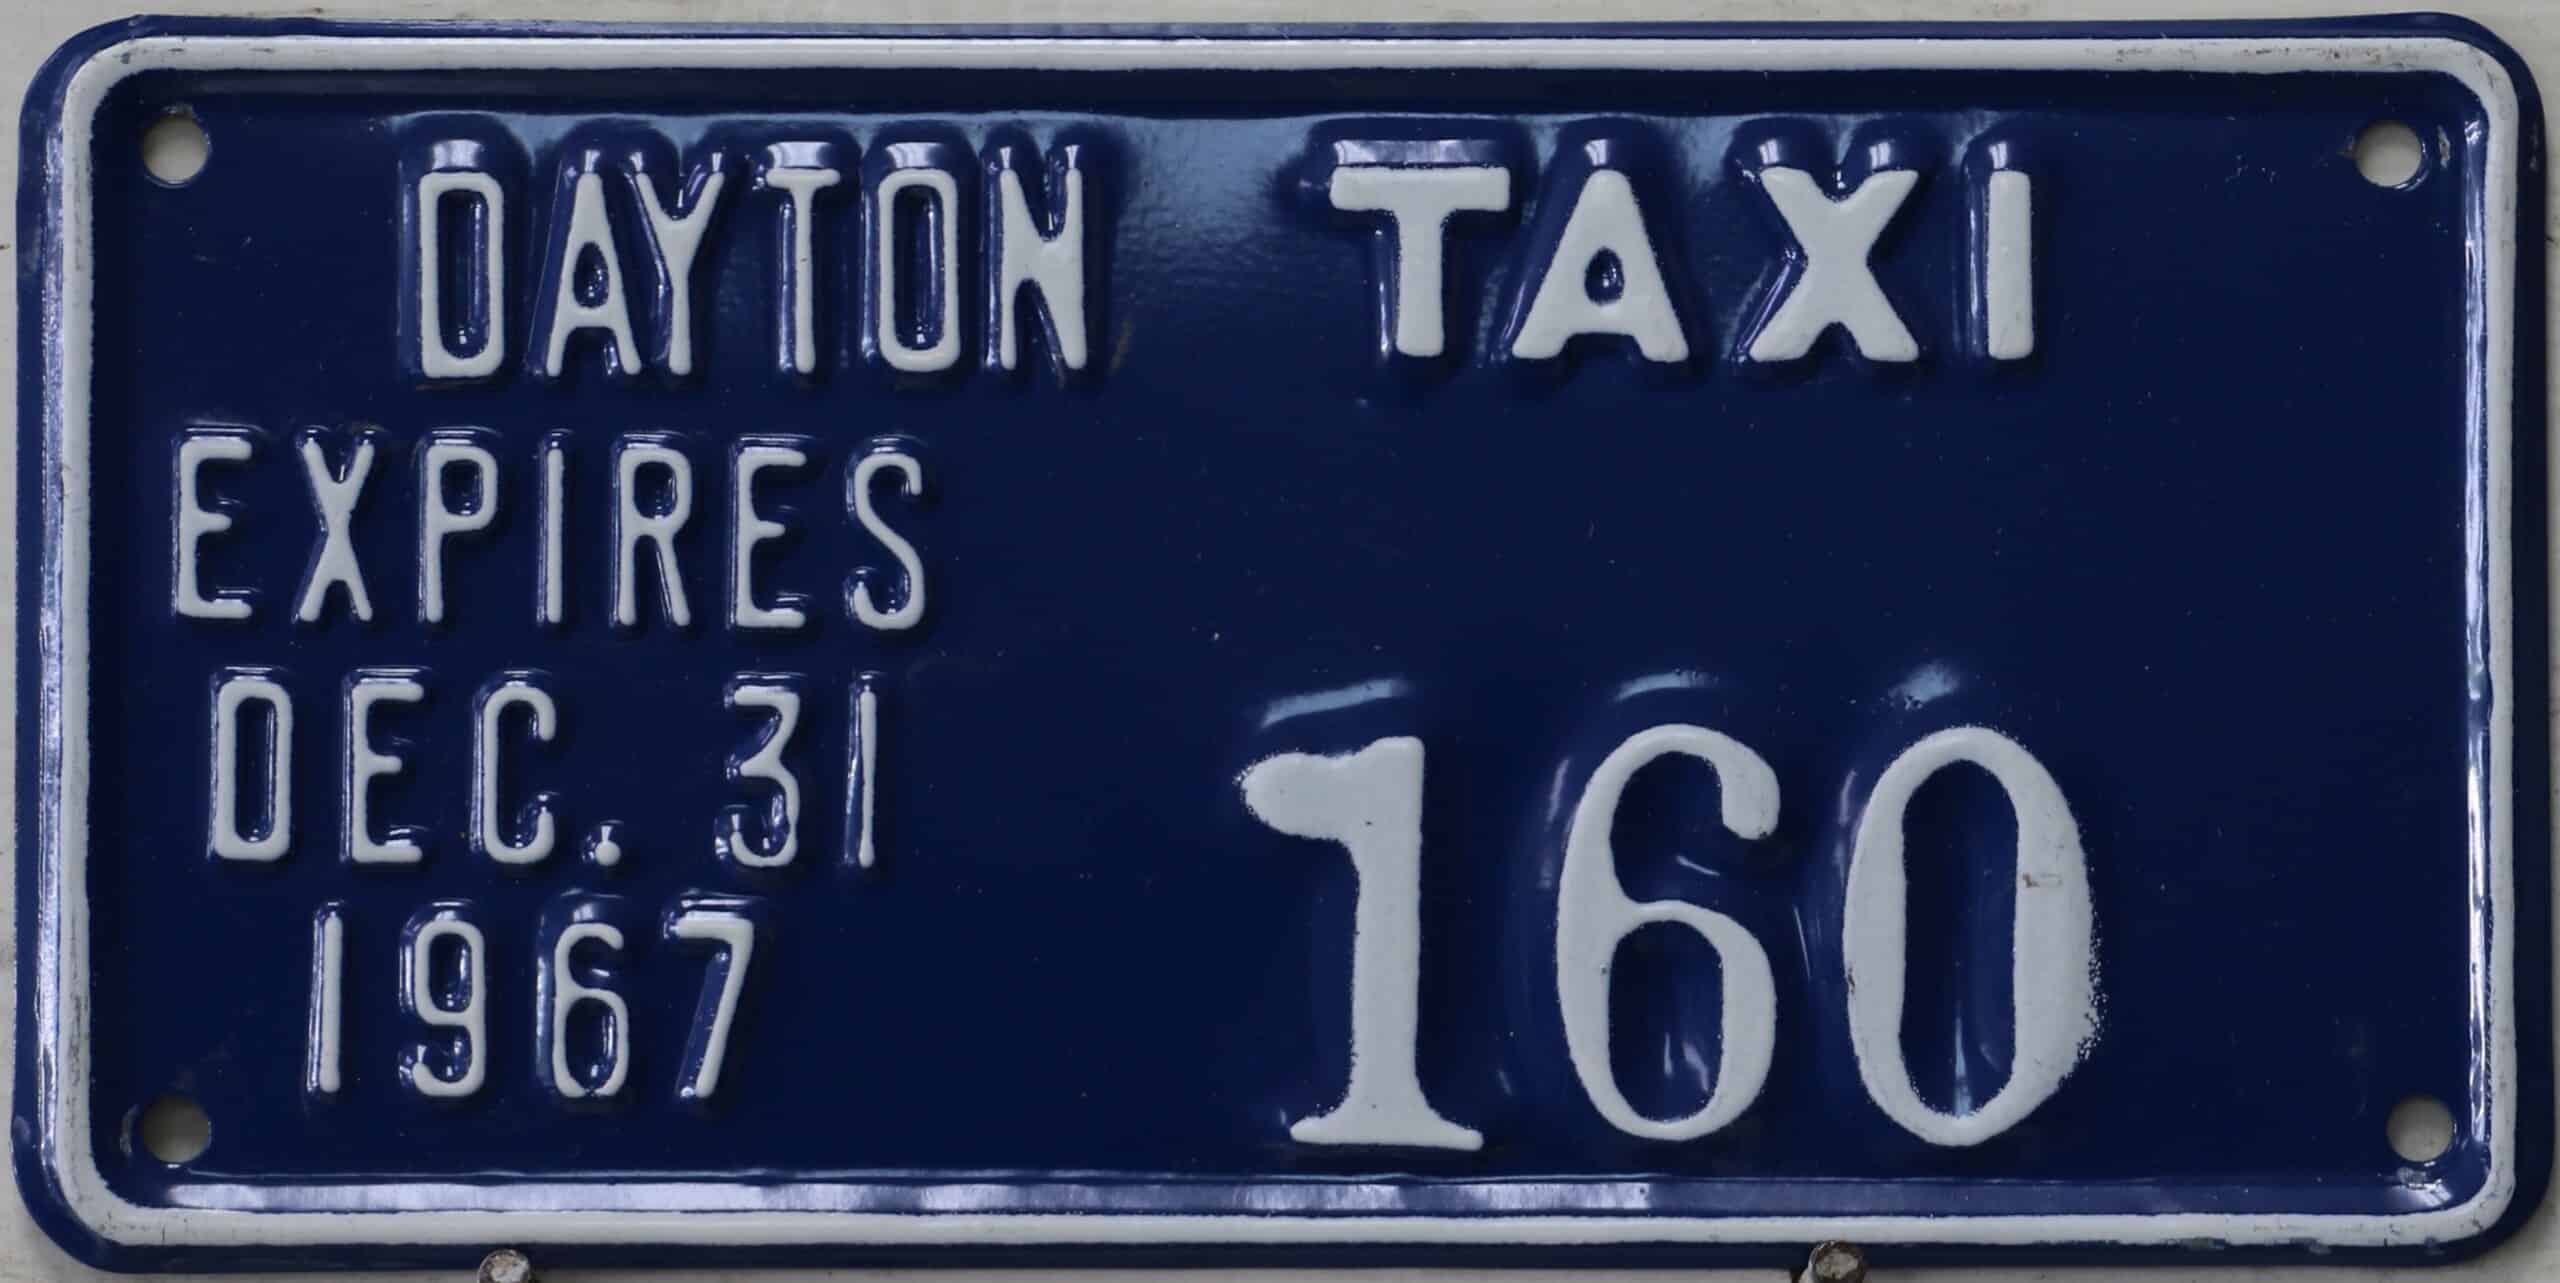 DAYTON TAXI
EXPIRES
DEC. 31
1967
160